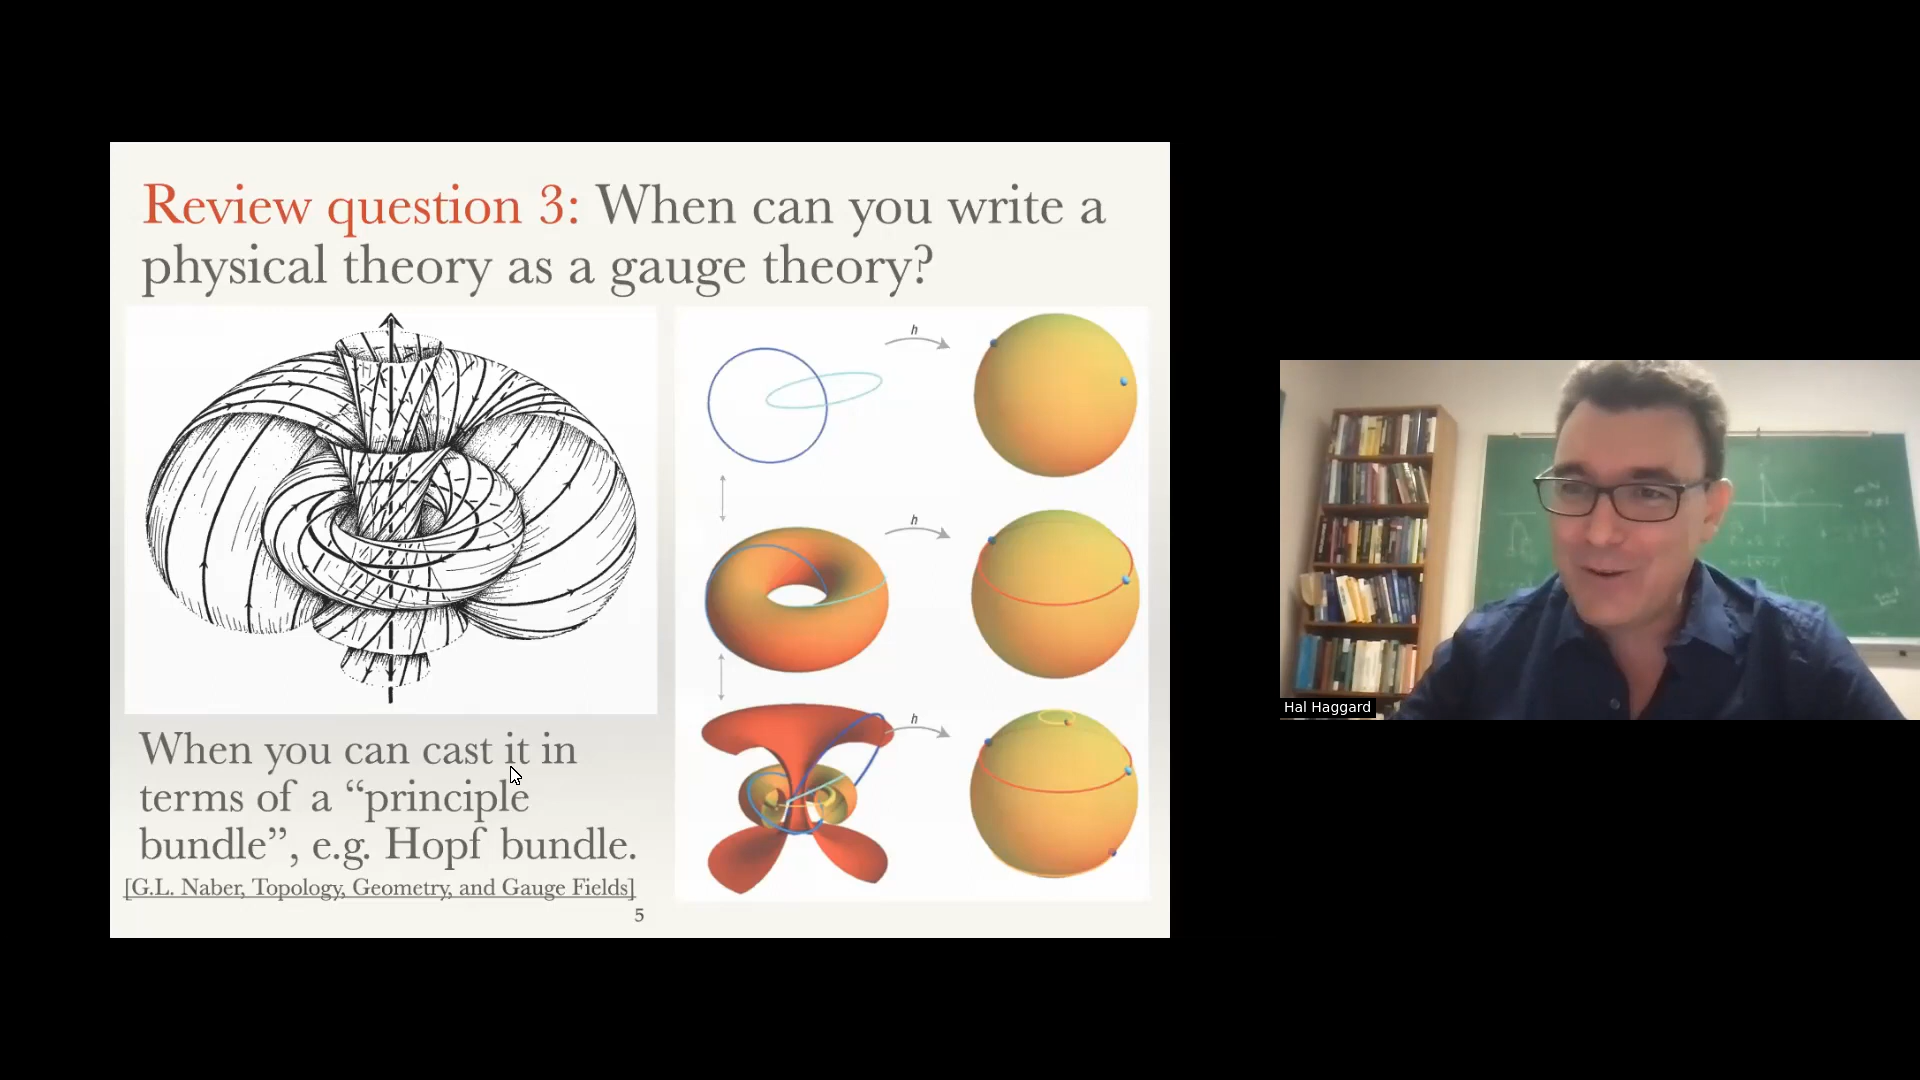 Review question 3: When can you write a
physical theory as a gauge theory?
h
h
h
When you can cast it in
terms of a “principle
bundle”, e.g. Hopf bundle.
[G.L. Naber, Topology, Geometry, and Gauge Fields]
5
Hal Haggard